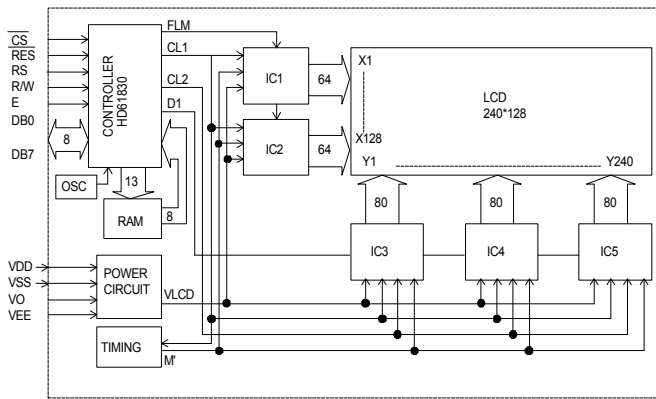 CS
RES
RS
R/W
E
DB0
8
DB7
CONTROLLER
HD61830
FLM
CL1
CL2
D1
OSC
13
RAM
8
IC1
64
IC2
64
X1
X128
LCD
240*128
Y1
Y240
80
80
80
IC3
IC4
IC5
VDD
VSS
VO
VEE
POWER
CIRCUIT
VLCD
TIMING
M'